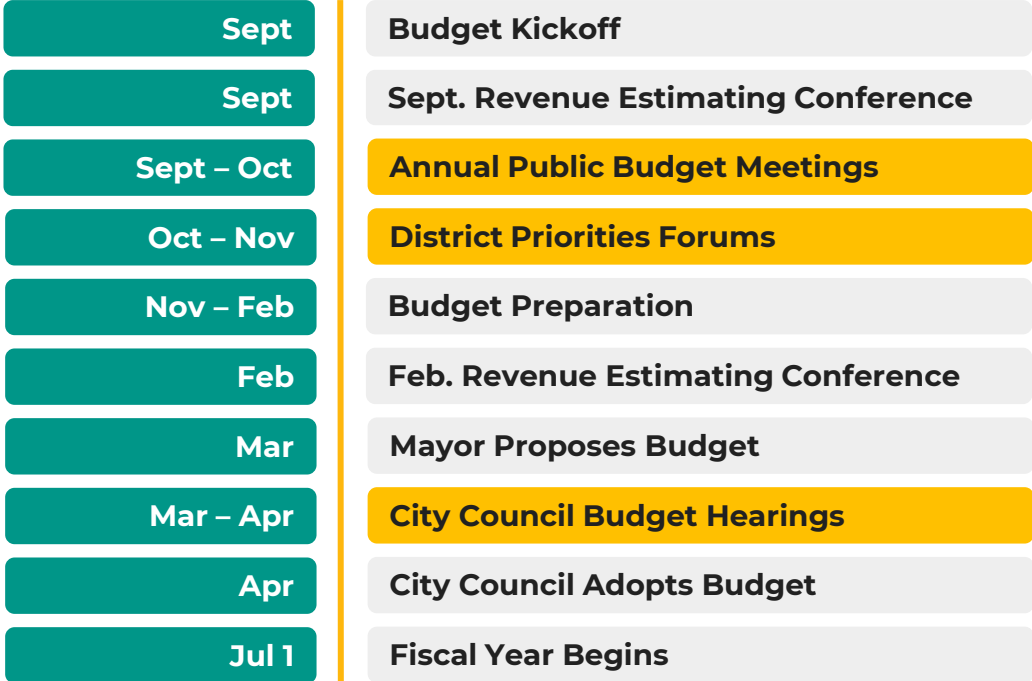 Sept Budget Kickoff
Sept Sept. Revenue Estimating Conference
Sept – Oct Annual Public Budget Meetings
Oct – Nov District Priorities Forums
Nov – Feb Budget Preparation
Feb Feb. Revenue Estimating Conference
Mar Mayor Proposes Budget
Mar – Apr City Council Budget Hearings
Apr City Council Adopts Budget
Jul 1 Fiscal Year Begins